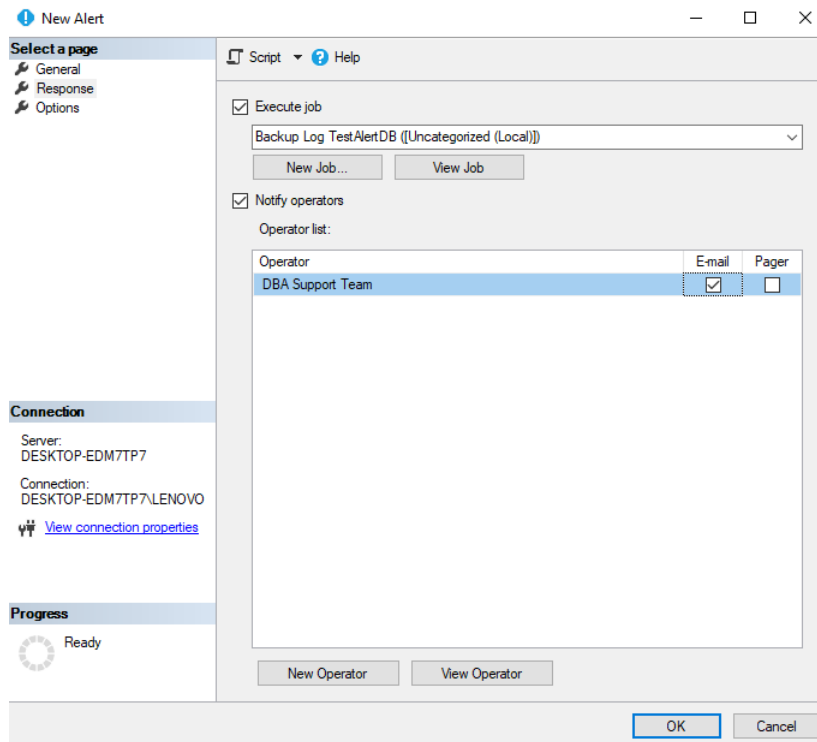 New Alert
Select a page
General
Response
Options
Script
Help
Execute job
Backup Log TestAlertDB ([Uncategorized (Local)])
New Job...
View Job
Notify operators
Operator list:
Operator E-mail Pager
DBA Support Team
Connection
Server:
DESKTOP-EDM7TP7
Connection:
DESKTOP-EDM7TP7\LENOVO
View connection properties
Progress
Ready
New Operator
View Operator
OK
Cancel